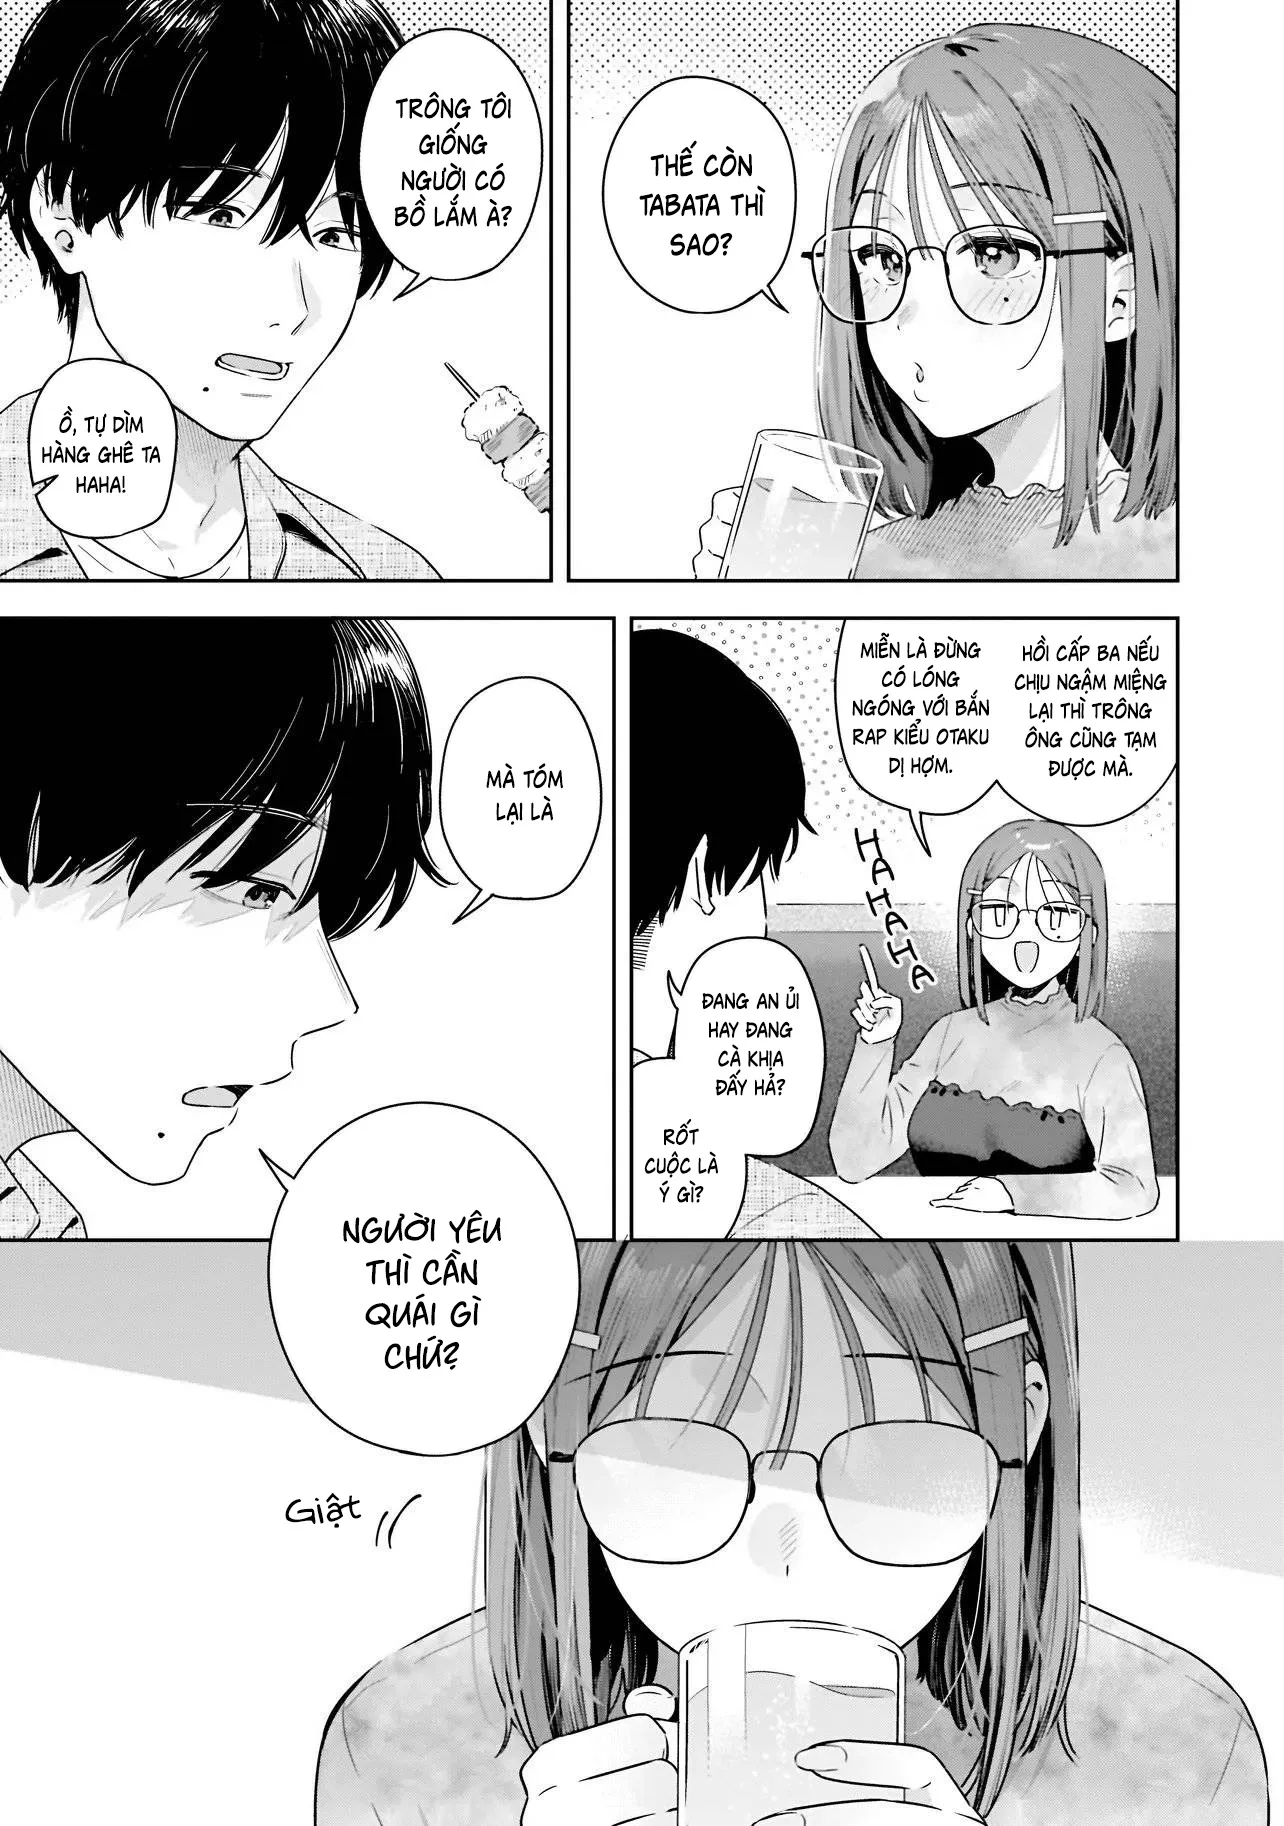 THẾ CÒN
TABATA THÌ
SAO?
TRÔNG TÔI
GIỐNG
NGƯỜI CÓ
BỒ LẮM À?
Ồ, TỰ DÌM
HÀNG GHÊ TA
HAHA!
HỒI CẤP BA NẾU
CHỊU NGẬM MIỆNG
LẠI THÌ TRÔNG
ÔNG CŨNG TẠM
ĐƯỢC MÀ.
MIỄN LÀ ĐỪNG
CÓ LÓNG
NGÓNG VỚI BẮN
RAP KIỂU OTAKU
DỊ HỢM.
HAHAHAHA
ĐANG AN ỦI
HAY ĐANG
CÀ KHỊA
ĐẤY HẢ?
RỐT
CUỘC LÀ
Ý GÌ?
MÀ TÓM
LẠI LÀ
NGƯỜI YÊU
THÌ CẦN
QUÁI GÌ
CHỨ?
Giật